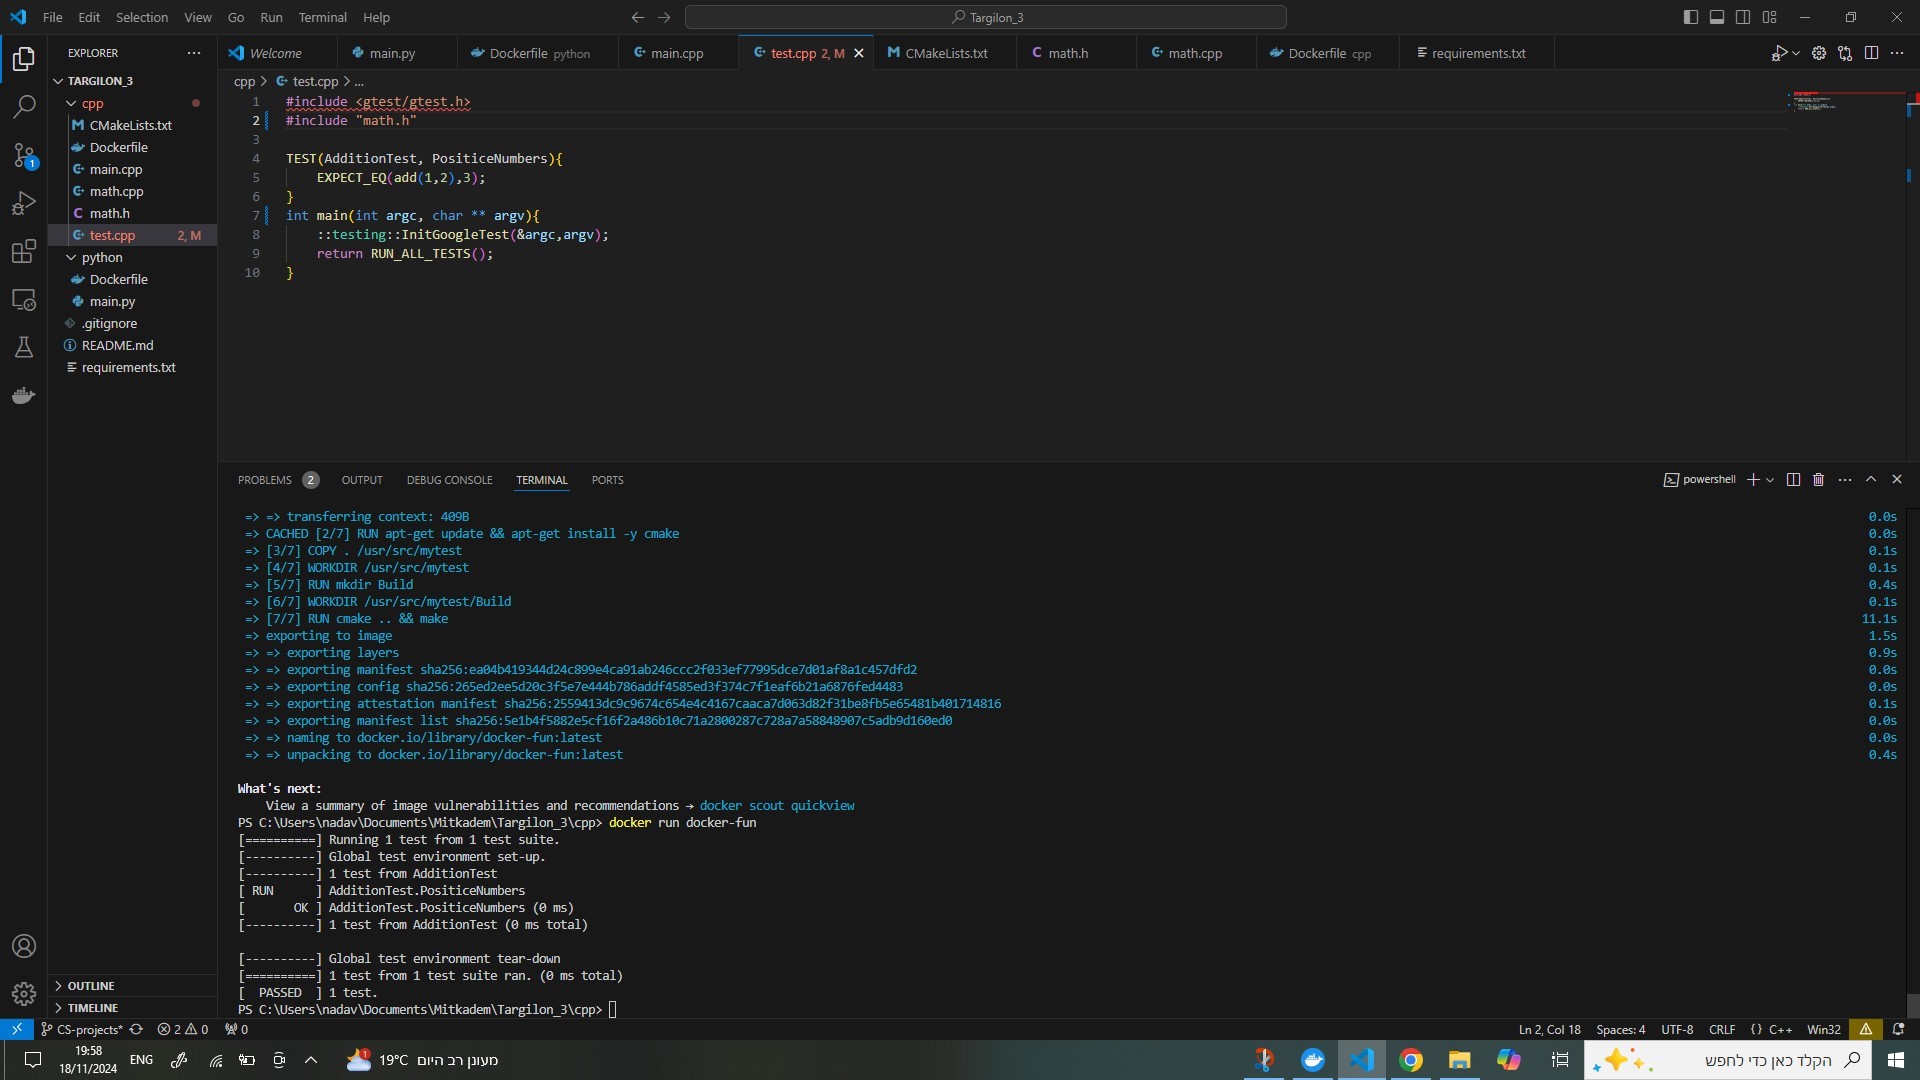 File Edit Selection View Go Run Terminal Help
Targilon_3
EXPLORER
Welcome
main.py
Dockerfile python
main.cpp
test.cpp 2, M
CMakeLists.txt
math.h
math.cpp
Dockerfile cpp
requirements.txt
TARGILON_3
cpp
CMakeLists.txt
Dockerfile
main.cpp
math.cpp
math.h
test.cpp 2, M
python
Dockerfile
main.py
.gitignore
README.md
requirements.txt
OUTLINE
TIMELINE
1
cpp > test.cpp > ...
1 #include <gtest/gtest.h>
2 #include "math.h"
3
4 TEST(AdditionTest, PositiceNumbers){
5 EXPECT_EQ(add(1,2),3);
6 }
7 int main(int argc, char ** argv){
8 ::testing::InitGoogleTest(&argc,argv);
9 return RUN_ALL_TESTS();
10 }
PROBLEMS 2 OUTPUT DEBUG CONSOLE TERMINAL PORTS
powershell
=> => transferring context: 409B 0.0s
=> CACHED [2/7] RUN apt-get update && apt-get install -y cmake 0.0s
=> [3/7] COPY . /usr/src/mytest 0.1s
=> [4/7] WORKDIR /usr/src/mytest 0.1s
=> [5/7] RUN mkdir Build 0.4s
=> [6/7] WORKDIR /usr/src/mytest/Build 0.1s
=> [7/7] RUN cmake .. && make 11.1s
=> exporting to image 1.5s
=> => exporting layers 0.9s
=> => exporting manifest sha256:ea04b419344d24c899e4ca91ab246ccc2f033ef77995dce7d01af8a1c457dfd2 0.0s
=> => exporting config sha256:265ed2ee5d20c3f5e7e444b786addf4585ed3f374c7f1eaf6b21a6876fed4483 0.0s
=> => exporting attestation manifest sha256:2559413dc9c9674c654e4c4167caaca7d063d82f31be8fb5e65481b401714816 0.1s
=> => exporting manifest list sha256:5e1b4f5882e5cf16f2a486b10c71a2800287c728a7a58848907c5adb9d160ed0 0.0s
=> => naming to docker.io/library/docker-fun:latest 0.0s
=> => unpacking to docker.io/library/docker-fun:latest 0.4s
What's next:
View a summary of image vulnerabilities and recommendations → docker scout quickview
PS C:\Users\nadav\Documents\Mitkadem\Targilon_3\cpp> docker run docker-fun
[==========] Running 1 test from 1 test suite.
[----------] Global test environment set-up.
[----------] 1 test from AdditionTest
[ RUN      ] AdditionTest.PositiceNumbers
[       OK ] AdditionTest.PositiceNumbers (0 ms)
[----------] 1 test from AdditionTest (0 ms total)
[----------] Global test environment tear-down
[==========] 1 test from 1 test suite ran. (0 ms total)
[  PASSED  ] 1 test.
PS C:\Users\nadav\Documents\Mitkadem\Targilon_3\cpp>
CS-projects* 2 0 0
Ln 2, Col 18 Spaces: 4 UTF-8 CRLF {} C++ Win32
19:58
18/11/2024
ENG
1
19°C מעונן רב היום
הקלד כאן כדי לחפש